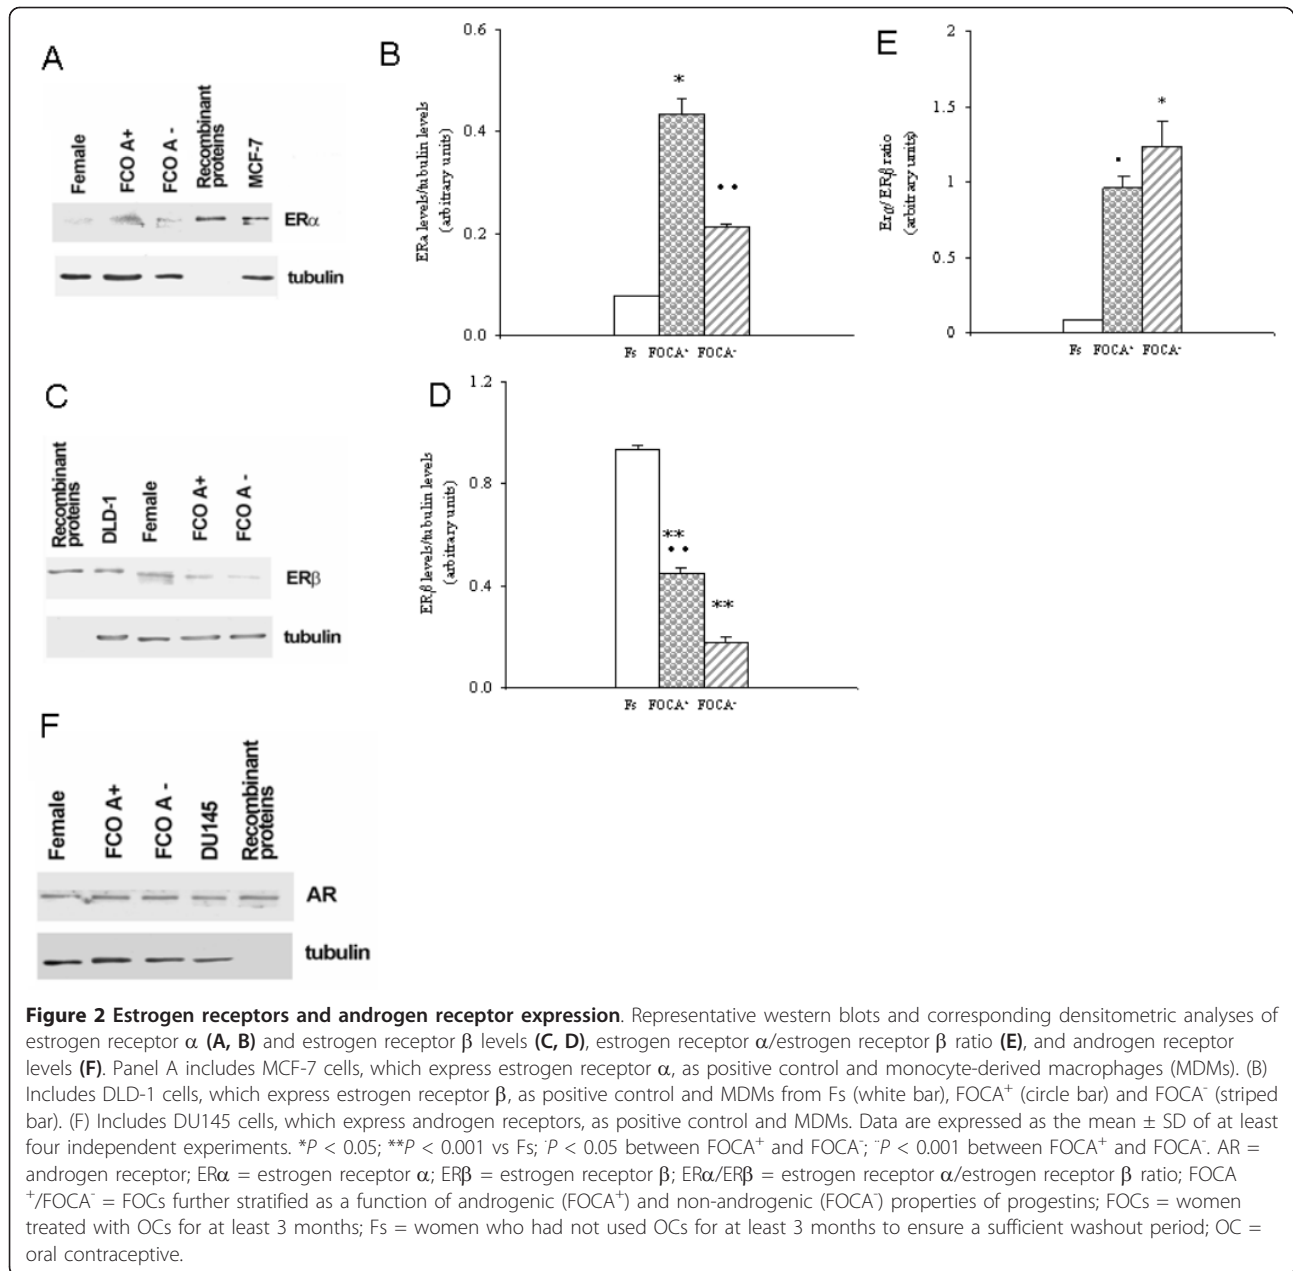 A
Female
FCO A+
FCO A -
Recombinant
proteins
MCF-7
ERα
tubulin
B
ERa levels/tubulin levels
(arbitrary units)
0.6
0.4
0.2
0.0
*
• •
Fs FOCA⁺ FOCA⁻
E
Erα/ ERβ ratio
(arbitrary units)
2
1.5
1
0.5
0
•
*
Fs FOCA⁺ FOCA⁻
C
Recombinant
proteins
DLD-1
Female
FCO A+
FCO A -
ERβ
tubulin
D
ERβ levels/tubulin levels
(arbitrary units)
1.2
0.8
0.4
0.0
**
• •
**
Fs FOCA⁺ FOCA⁻
F
Female
FCO A+
FCO A -
DU145
Recombinant
proteins
AR
tubulin
Figure 2 Estrogen receptors and androgen receptor expression. Representative western blots and corresponding densitometric analyses of
estrogen receptor α (A, B) and estrogen receptor β levels (C, D), estrogen receptor α/estrogen receptor β ratio (E), and androgen receptor
levels (F). Panel A includes MCF-7 cells, which express estrogen receptor α, as positive control and monocyte-derived macrophages (MDMs). (B)
Includes DLD-1 cells, which express estrogen receptor β, as positive control and MDMs from Fs (white bar), FOCA⁺ (circle bar) and FOCA⁻ (striped
bar). (F) Includes DU145 cells, which express androgen receptors, as positive control and MDMs. Data are expressed as the mean ± SD of at least
four independent experiments. *P < 0.05; **P < 0.001 vs Fs; ˙P < 0.05 between FOCA⁺ and FOCA⁻; ¨P < 0.001 between FOCA⁺ and FOCA⁻. AR =
androgen receptor; ERα = estrogen receptor α; ERβ = estrogen receptor β; ERα/ERβ = estrogen receptor α/estrogen receptor β ratio; FOCA
⁺/FOCA⁻ = FOCs further stratified as a function of androgenic (FOCA⁺) and non-androgenic (FOCA⁻) properties of progestins; FOCs = women
treated with OCs for at least 3 months; Fs = women who had not used OCs for at least 3 months to ensure a sufficient washout period; OC =
oral contraceptive.